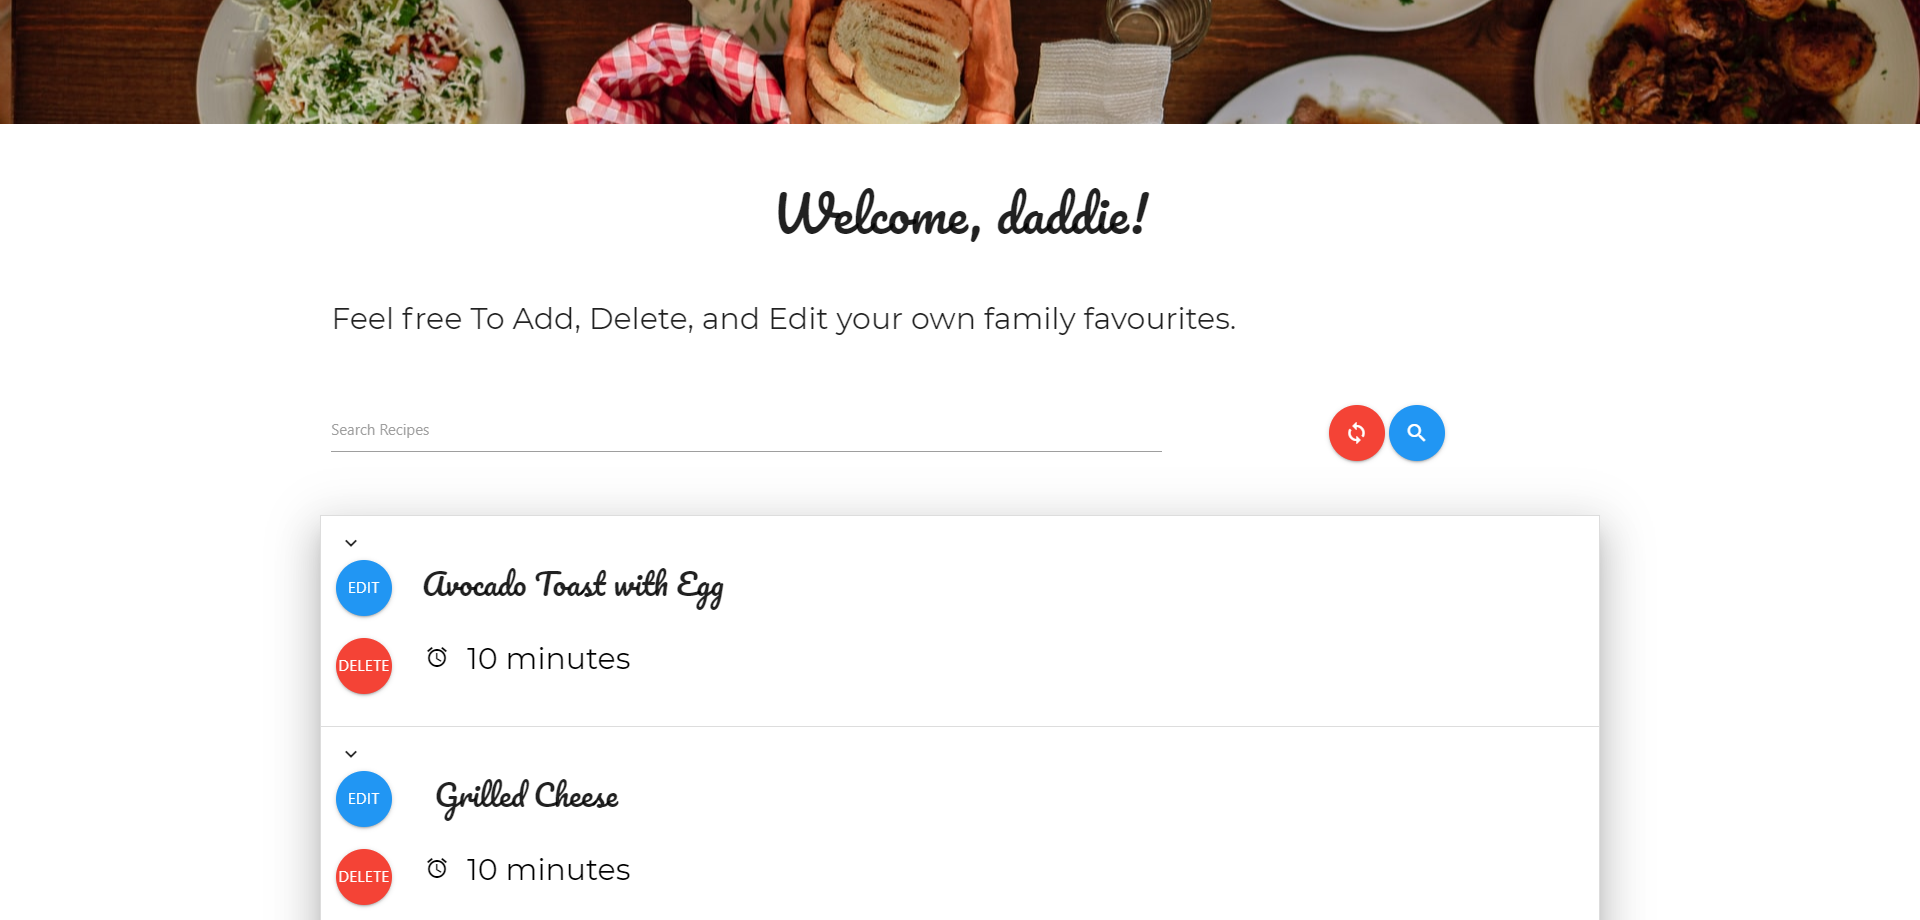 Welcome, daddie!
Feel free To Add, Delete, and Edit your own family favourites.
Search Recipes
EDIT
Avocado Toast with Egg
DELETE
10 minutes
EDIT
Grilled Cheese
DELETE
10 minutes